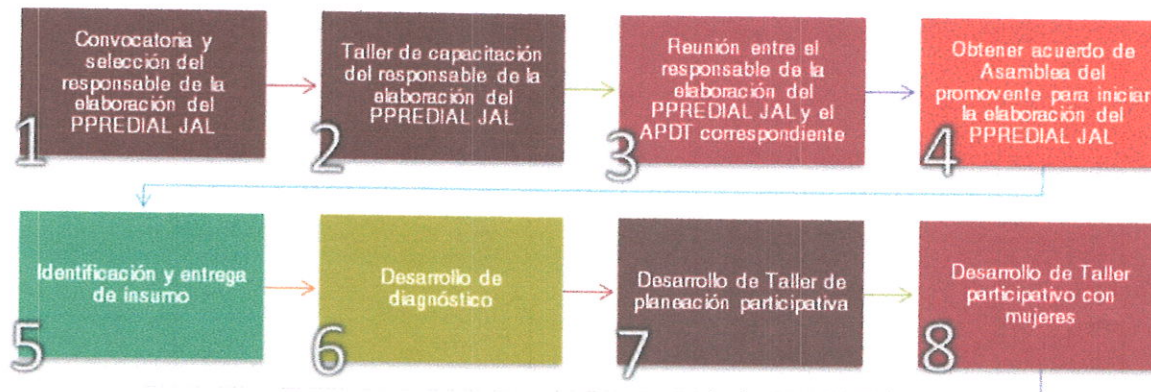 Convocatoria y
selección del
responsable de la
elaboración del
PPREDIAL JAL
1
Taller de capacitación
del responsable de la
elaboración del
PPREDIAL JAL
2
Reunión entre el
responsable de la
elaboración del
PPREDIAL JAL y el
APDT correspondiente
3
Obtener acuerdo de
Asamblea del
promovente para iniciar
la elaboración del
PPREDIAL JAL
4
Identificación y entrega
de insumo
5
Desarrollo de
diagnóstico
6
Desarrollo de Taller de
planeación participativa
7
Desarrollo de Taller
participativo con
mujeres
8